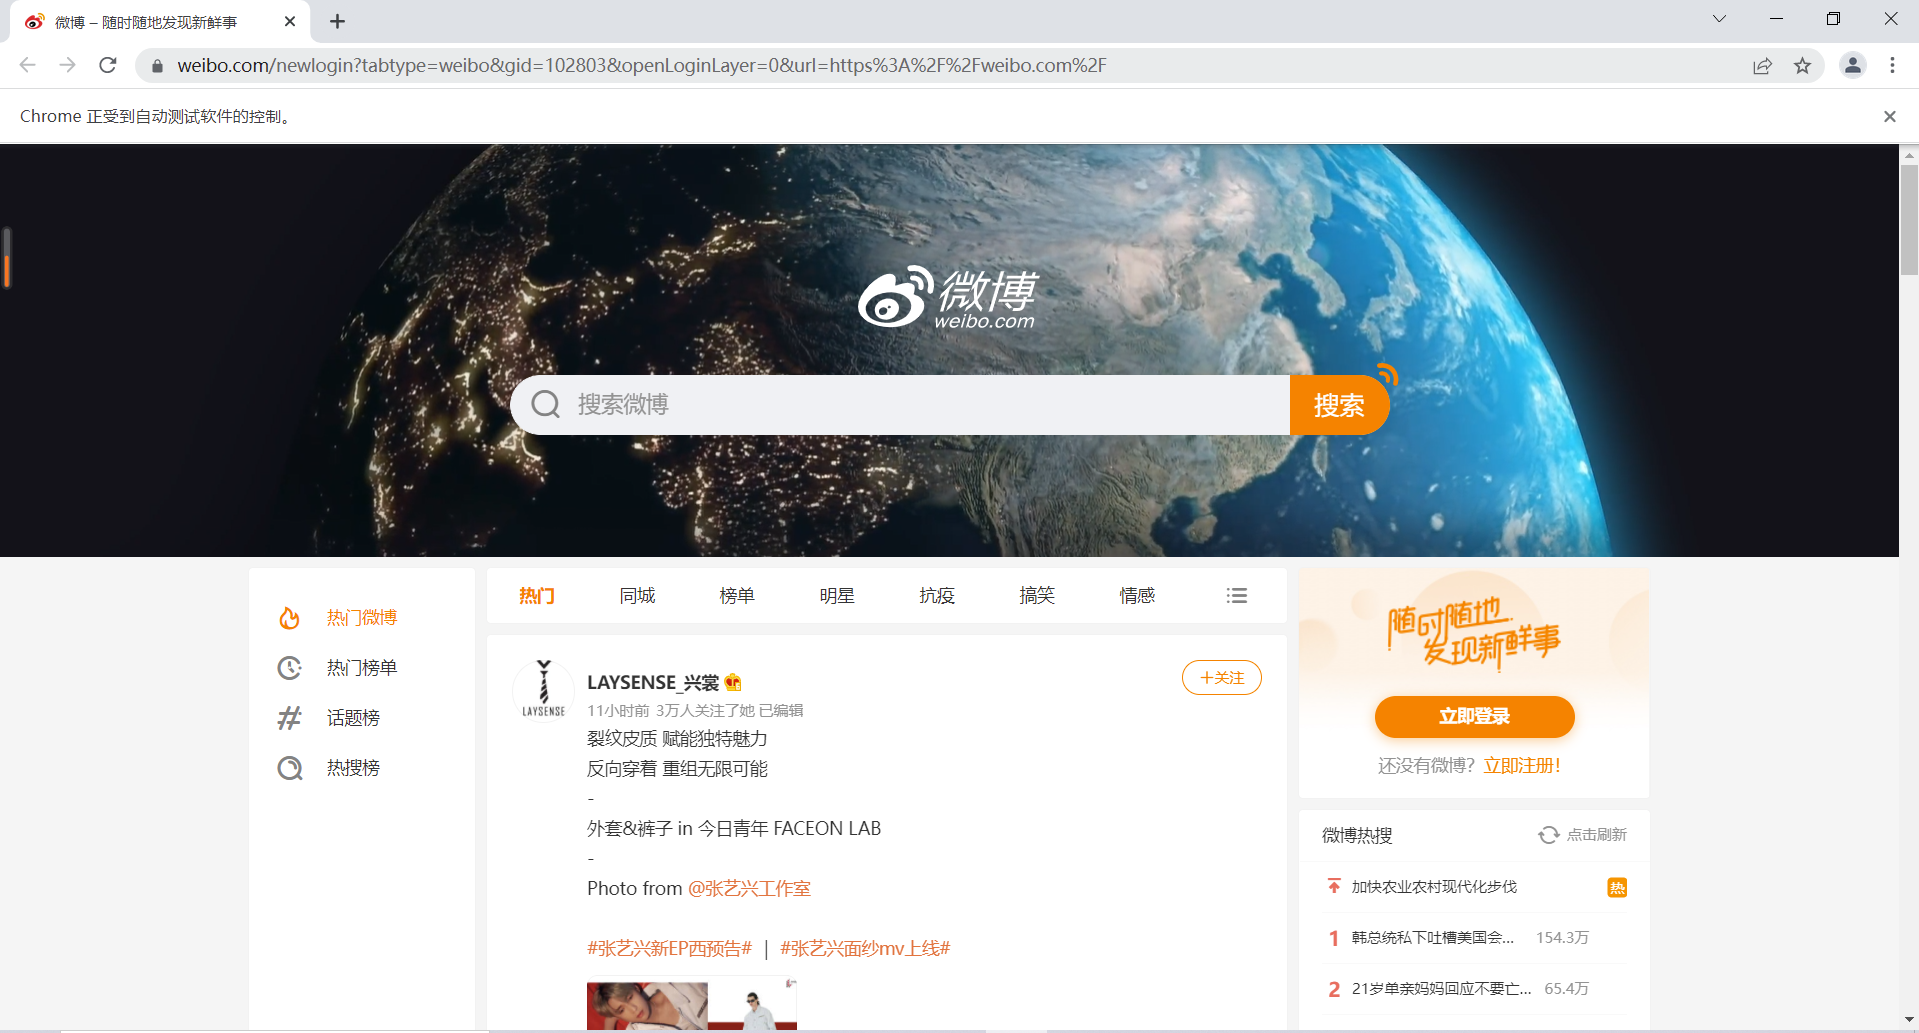 微博 – 随时随地发现新鲜事
weibo.com/newlogin?tabtype=weibo&gid=102803&openLoginLayer=0&url=https%3A%2F%2Fweibo.com%2F
Chrome 正受到自动测试软件的控制。
微博
weibo.com
搜索微博
搜索
热门微博
热门榜单
话题榜
热搜榜
热门 同城 榜单 明星 抗疫 搞笑 情感
LAYSENSE
LAYSENSE_兴裳
+关注
11小时前 3万人关注了她 已编辑
裂纹皮质 赋能独特魅力
反向穿着 重组无限可能
-
外套&裤子 in 今日青年 FACEON LAB
-
Photo from @张艺兴工作室
#张艺兴新EP西预告# | #张艺兴面纱mv上线#
随时随地
发现新鲜事
立即登录
还没有微博？立即注册！
微博热搜 点击刷新
加快农业农村现代化步伐 热
1 韩总统私下吐槽美国会... 154.3万
2 21岁单亲妈妈回应不要亡... 65.4万